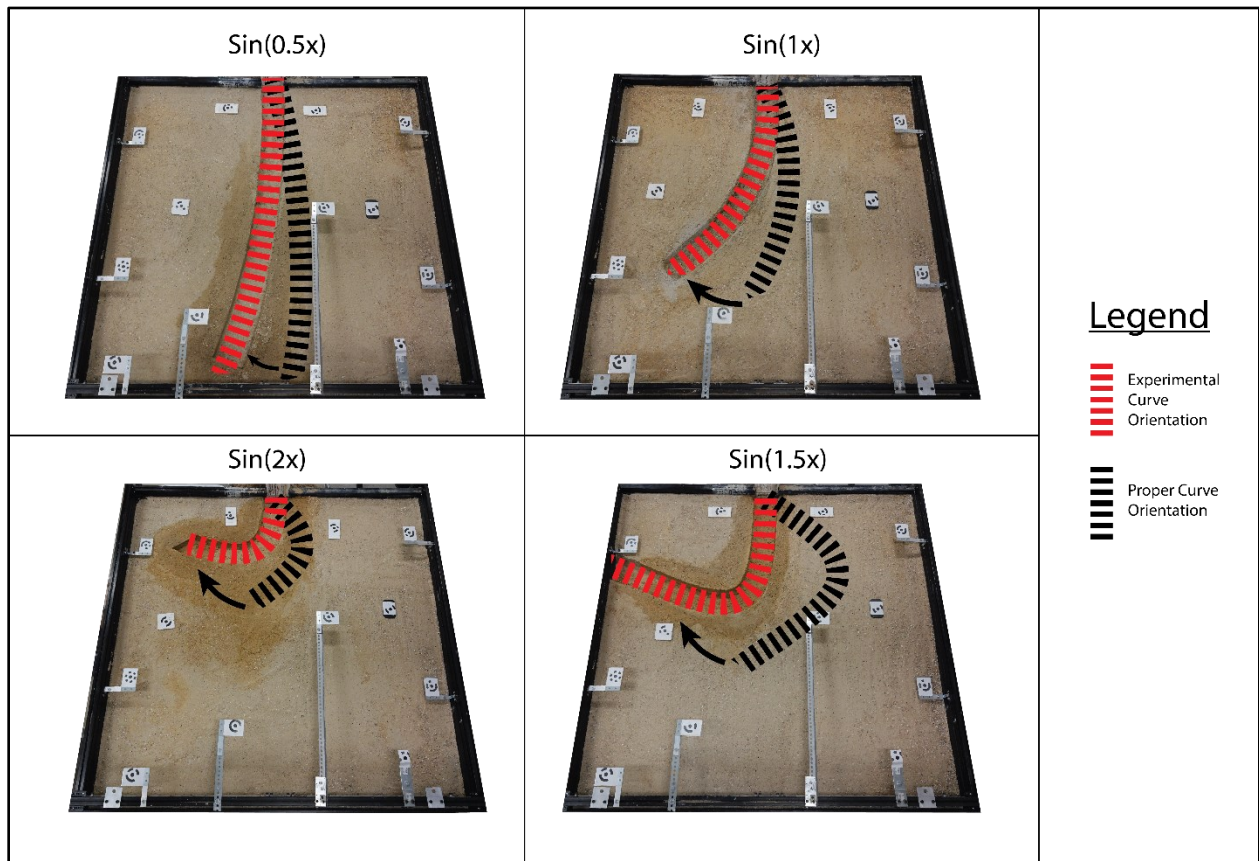 Sin(0.5x)
Sin(1x)
Sin(2x)
Sin(1.5x)
Legend
Experimental
Curve
Orientation
Proper Curve
Orientation